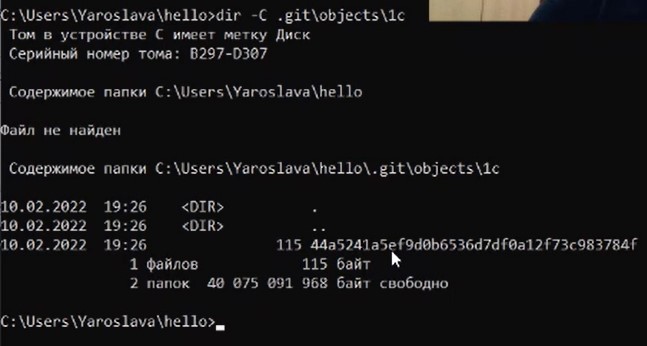 C:\Users\Yaroslava\hello>dir -C .git\objects\1c
Том в устройстве C имеет метку Диск
Серийный номер тома: B297-D307
Содержимое папки C:\Users\Yaroslava\hello
Файл не найден
Содержимое папки C:\Users\Yaroslava\hello\.git\objects\1c
10.02.2022 19:26 <DIR> .
10.02.2022 19:26 <DIR> ..
10.02.2022 19:26 115 44a5241a5ef9d0b6536d7df0a12f73c983784f
1 файлов 115 байт
2 папок 40 075 091 968 байт свободно
C:\Users\Yaroslava\hello>